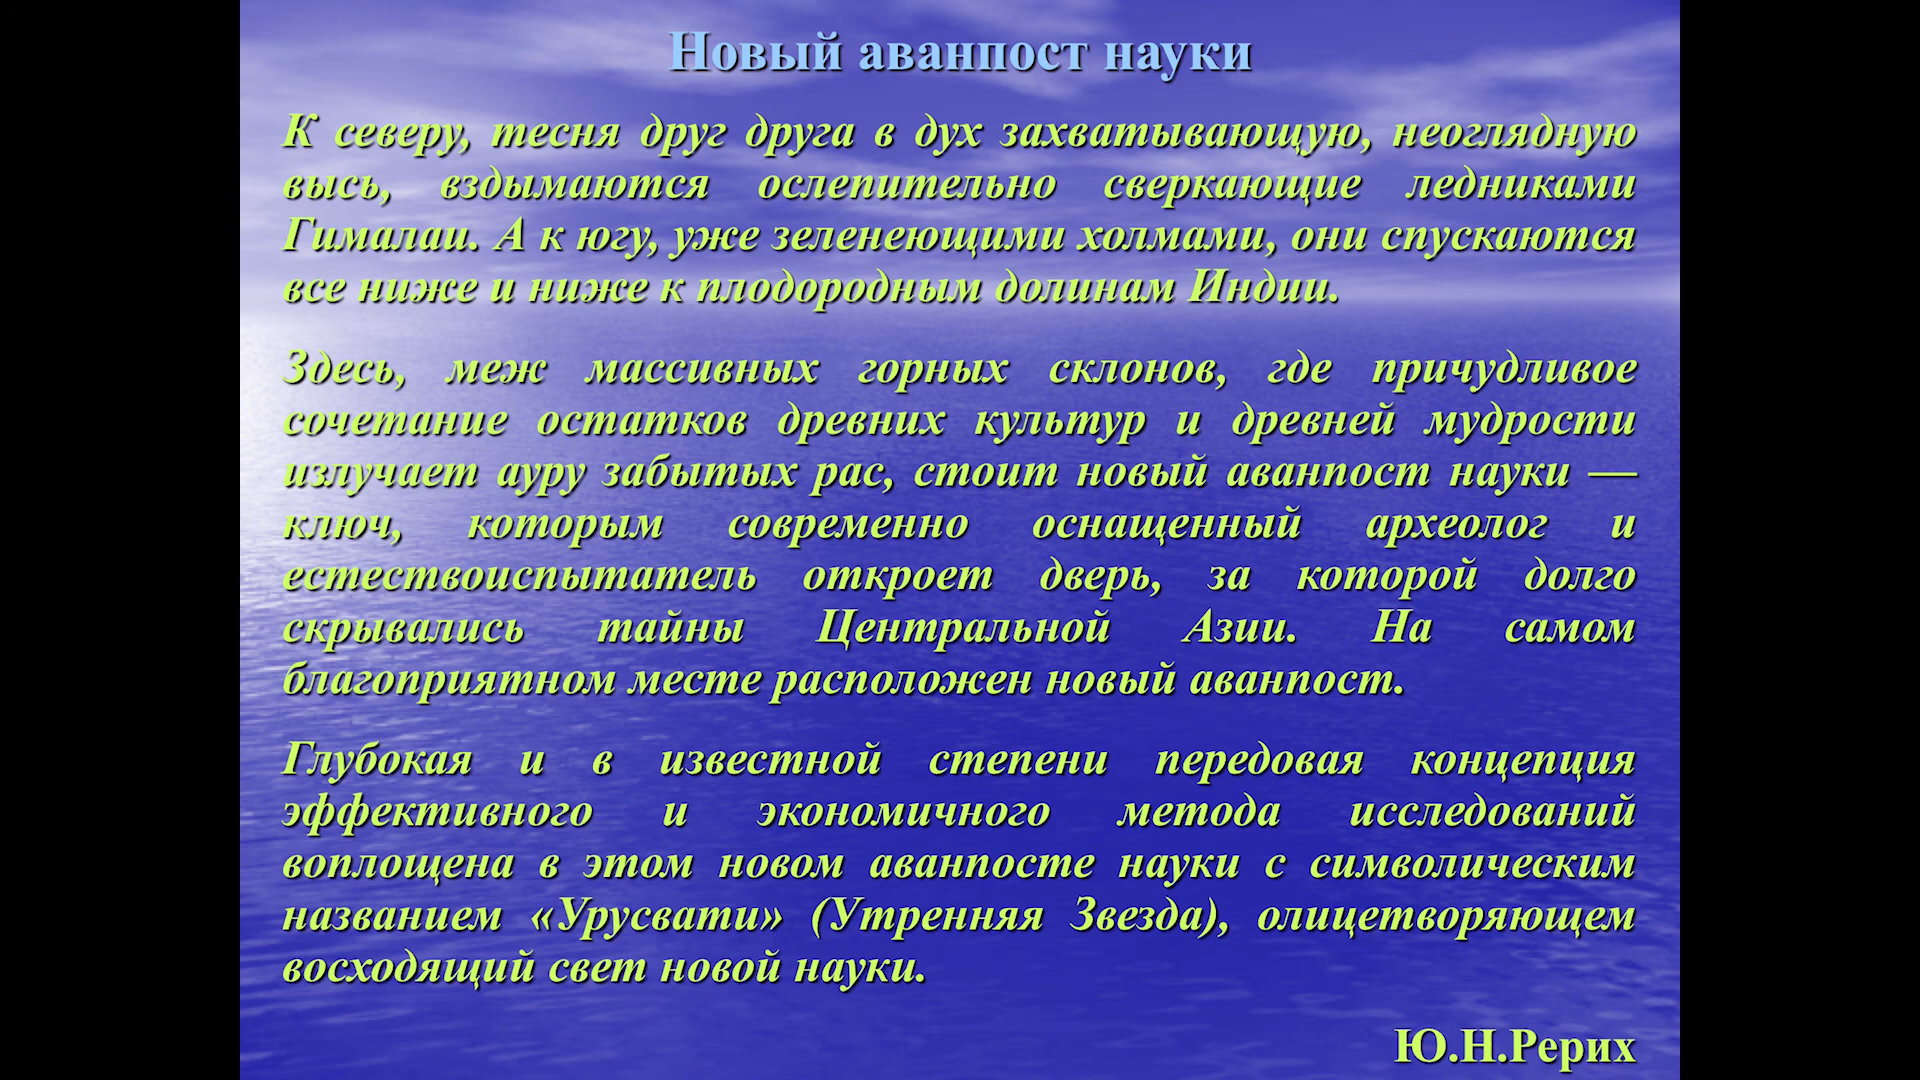 Новый аванпост науки
К северу, тесня друг друга в дух захватывающую, неоглядную
высь, вздымаются ослепительно сверкающие ледниками
Гималаи. А к югу, уже зеленеющими холмами, они спускаются
все ниже и ниже к плодородным долинам Индии.
Здесь, меж массивных горных склонов, где причудливое
сочетание остатков древних культур и древней мудрости
излучает ауру забытых рас, стоит новый аванпост науки —
ключ, которым современно оснащенный археолог и
естествоиспытатель откроет дверь, за которой долго
скрывались тайны Центральной Азии. На самом
благоприятном месте расположен новый аванпост.
Глубокая и в известной степени передовая концепция
эффективного и экономичного метода исследований
воплощена в этом новом аванпосте науки с символическим
названием «Урусвати» (Утренняя Звезда), олицетворяющем
восходящий свет новой науки.
Ю.Н.Рерих